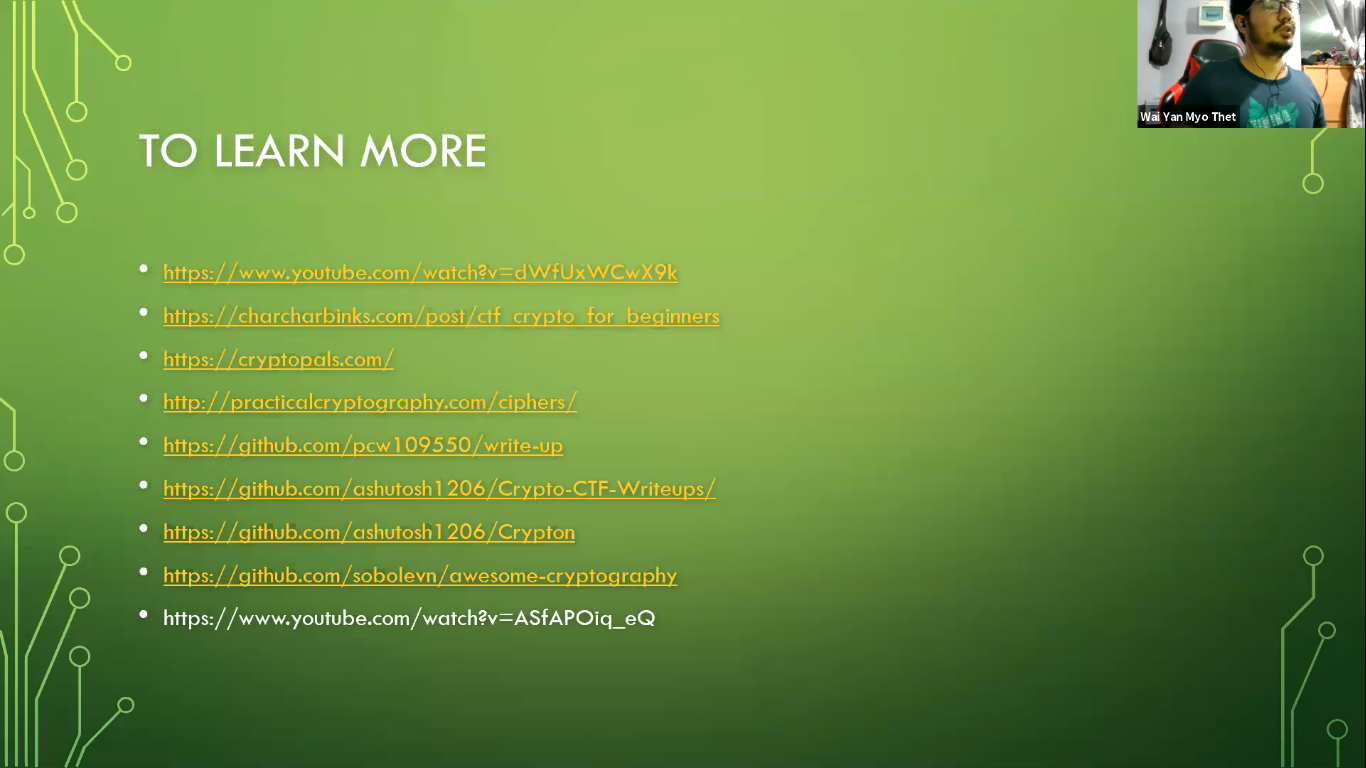 Wai Yan Myo Thet
TO LEARN MORE
• https://www.youtube.com/watch?v=dWfUxWCwX9k
• https://charcharbinks.com/post/ctf_crypto_for_beginners
• https://cryptopals.com/
• http://practicalcryptography.com/ciphers/
• https://github.com/pcw109550/write-up
• https://github.com/ashutosh1206/Crypto-CTF-Writeups/
• https://github.com/ashutosh1206/Crypton
• https://github.com/sobolevn/awesome-cryptography
• https://www.youtube.com/watch?v=ASfAPOiq_eQ